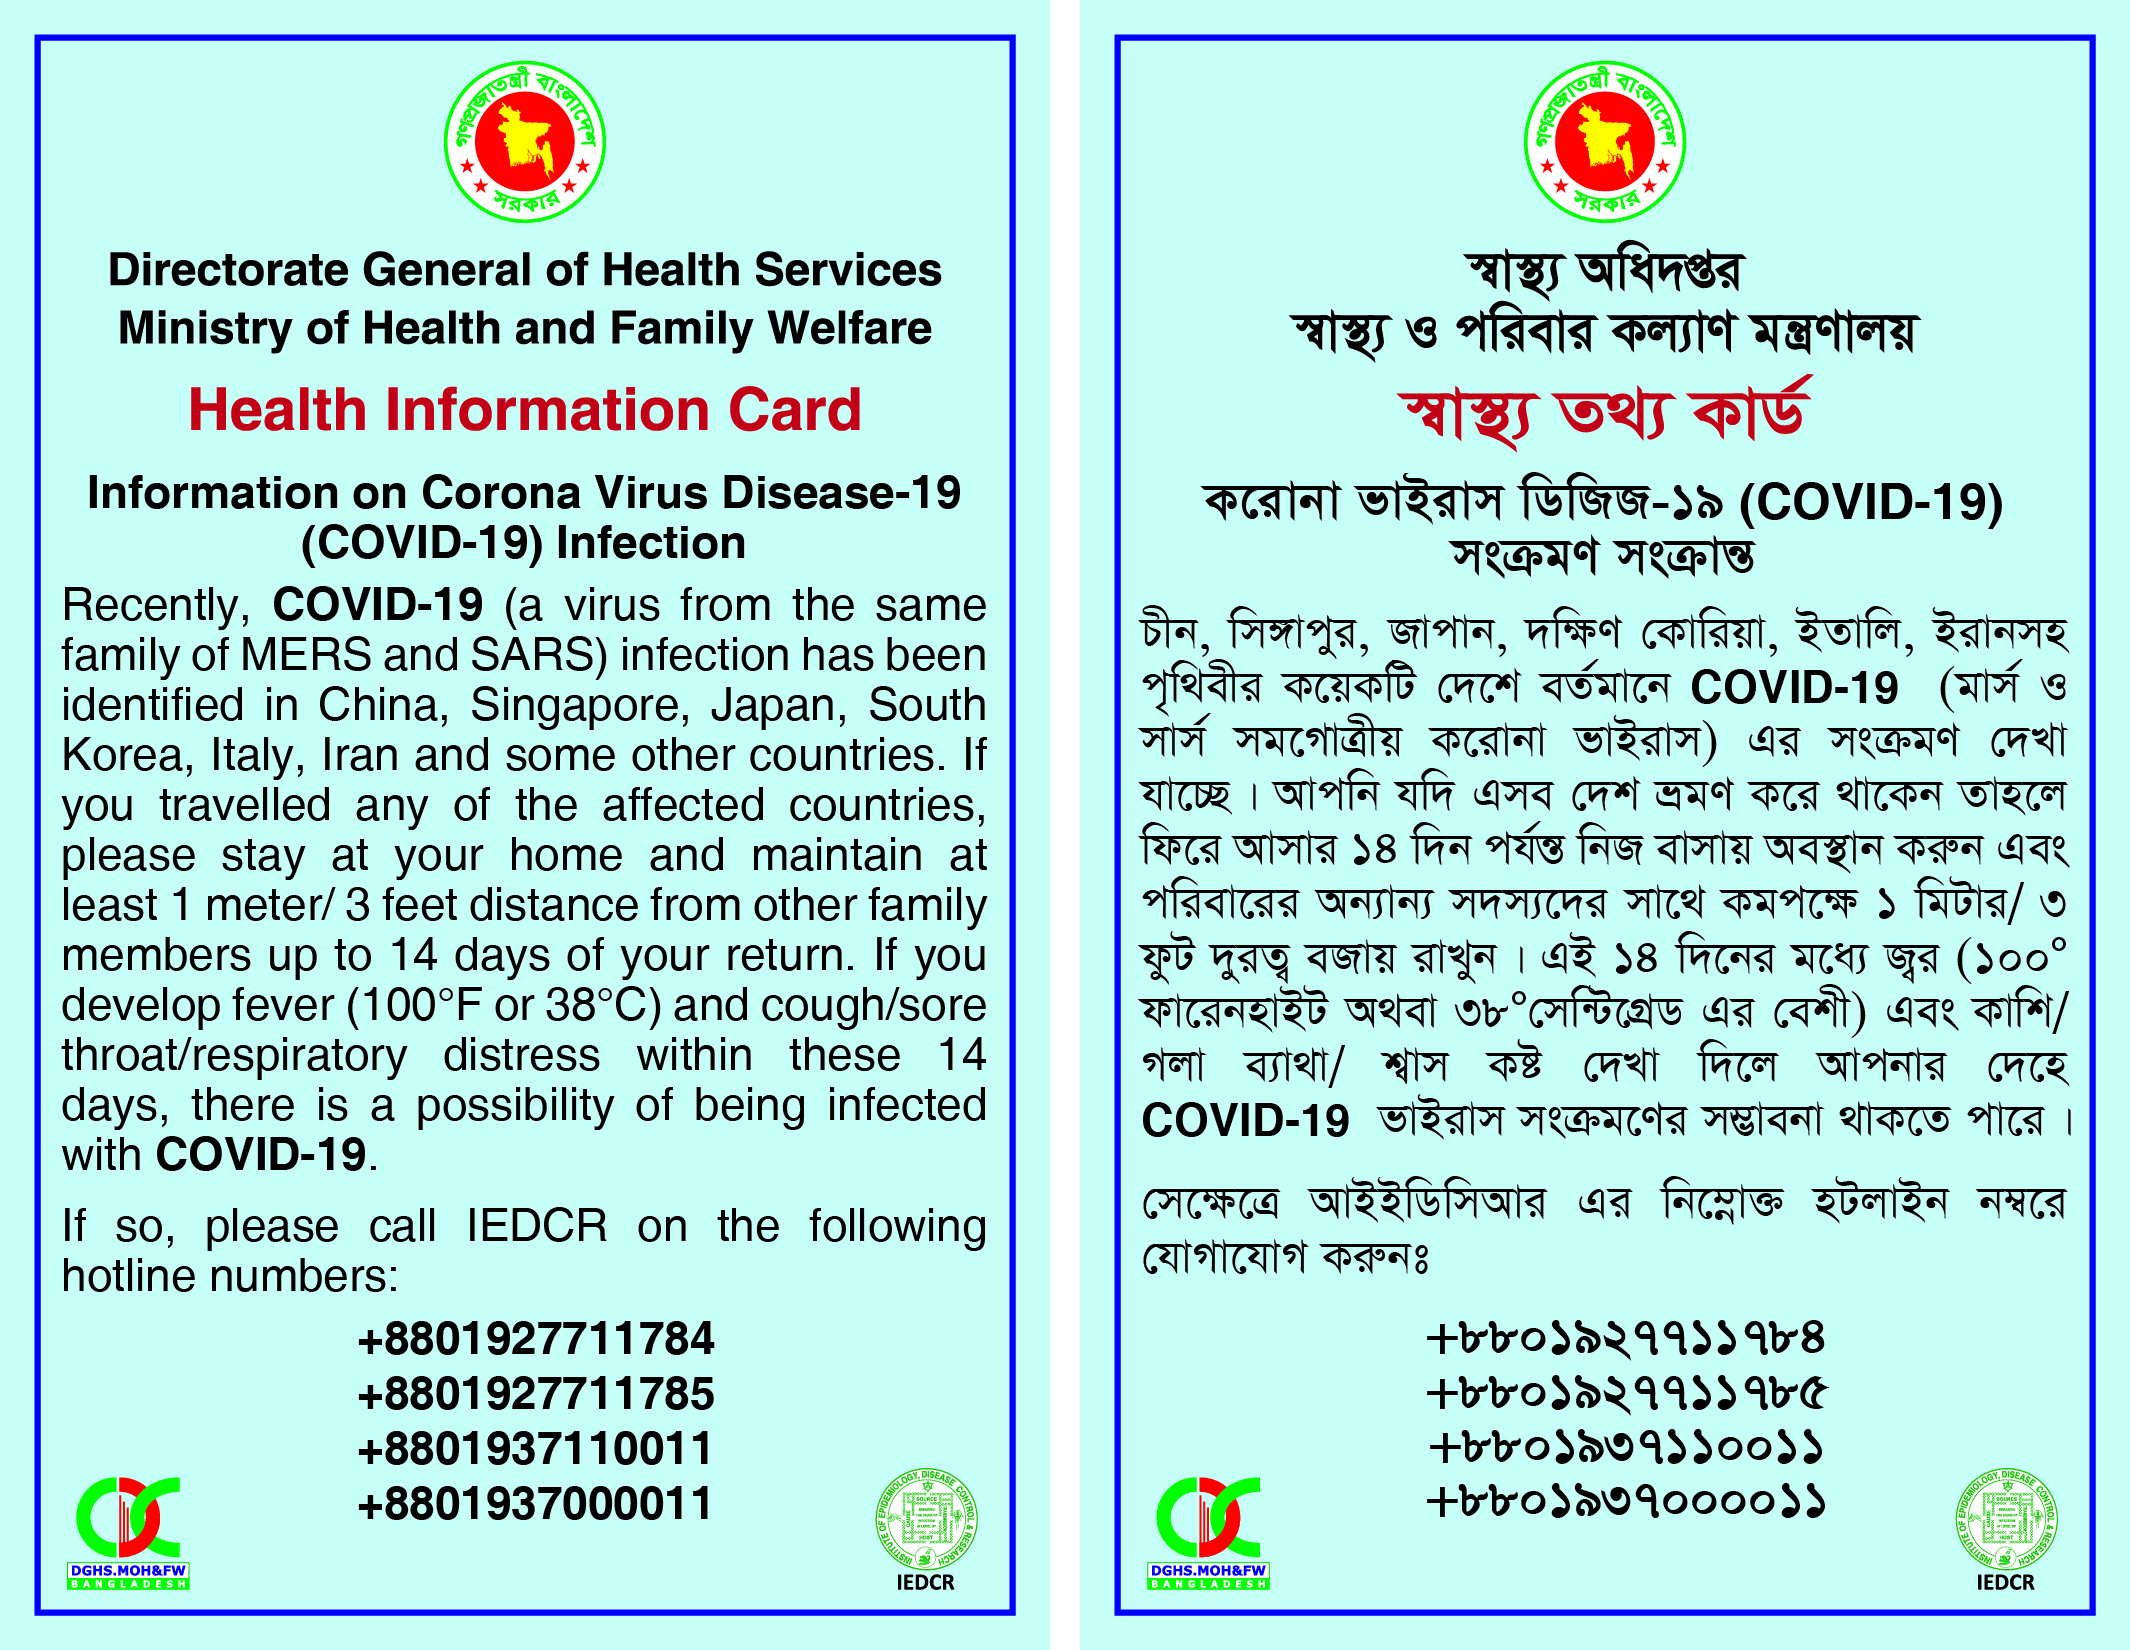 গণপ্রজাতন্ত্রী বাংলাদেশ
সরকার
Directorate General of Health Services
Ministry of Health and Family Welfare
Health Information Card
Information on Corona Virus Disease-19
(COVID-19) Infection
Recently, COVID-19 (a virus from the same
family of MERS and SARS) infection has been
identified in China, Singapore, Japan, South
Korea, Italy, Iran and some other countries. If
you travelled any of the affected countries,
please stay at your home and maintain at
least 1 meter/ 3 feet distance from other family
members up to 14 days of your return. If you
develop fever (100°F or 38°C) and cough/sore
throat/respiratory distress within these 14
days, there is a possibility of being infected
with COVID-19.
If so, please call IEDCR on the following
hotline numbers:
+8801927711784
+8801927711785
+8801937110011
+8801937000011
DGHS.MOH&FW
BANGLADESH
INSTITUTE OF EPIDEMIOLOGY, DISEASE CONTROL & RESEARCH
SOURCE
HOST
IEDCR
গণপ্রজাতন্ত্রী বাংলাদেশ
সরকার
স্বাস্থ্য অধিদপ্তর
স্বাস্থ্য ও পরিবার কল্যাণ মন্ত্রণালয়
স্বাস্থ্য তথ্য কার্ড
করোনা ভাইরাস ডিজিজ-১৯ (COVID-19)
সংক্রমণ সংক্রান্ত
চীন, সিঙ্গাপুর, জাপান, দক্ষিণ কোরিয়া, ইতালি, ইরানসহ
পৃথিবীর কয়েকটি দেশে বর্তমানে COVID-19 (মার্স ও
সার্স সমগোত্রীয় করোনা ভাইরাস) এর সংক্রমণ দেখা
যাচ্ছে। আপনি যদি এসব দেশ ভ্রমণ করে থাকেন তাহলে
ফিরে আসার ১৪ দিন পর্যন্ত নিজ বাসায় অবস্থান করুন এবং
পরিবারের অন্যান্য সদস্যদের সাথে কমপক্ষে ১ মিটার/ ৩
ফুট দুরত্ব বজায় রাখুন। এই ১৪ দিনের মধ্যে জ্বর (১০০°
ফারেনহাইট অথবা ৩৮°সেন্টিগ্রেড এর বেশী) এবং কাশি/
গলা ব্যাথা/ শ্বাস কষ্ট দেখা দিলে আপনার দেহে
COVID-19 ভাইরাস সংক্রমণের সম্ভাবনা থাকতে পারে।
সেক্ষেত্রে আইইডিসিআর এর নিম্নোক্ত হটলাইন নম্বরে
যোগাযোগ করুনঃ
+৮৮০১৯২৭৭১১৭৮৪
+৮৮০১৯২৭৭১১৭৮৫
+৮৮০১৯৩৭১১০০১১
+৮৮০১৯৩৭০০০০১১
DGHS.MOH&FW
BANGLADESH
INSTITUTE OF EPIDEMIOLOGY, DISEASE CONTROL & RESEARCH
SOURCE
HOST
IEDCR